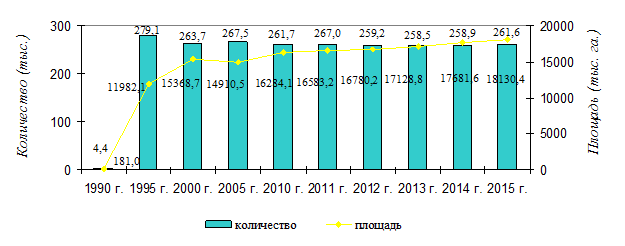 300
200
100
0
Количество (тыс.)
20000
15000
10000
5000
0
Площадь (тыс. га.)
279,1 263,7 267,5 261,7 267,0 259,2 258,5 258,9 261,6
11982,1 15368,7 14910,5 16284,1 16583,2 16780,2 17128,8 17681,6 18130,4
4,4
181,0
1990 г. 1995 г. 2000 г. 2005 г. 2010 г. 2011 г. 2012 г. 2013 г. 2014 г. 2015 г.
количество площадь